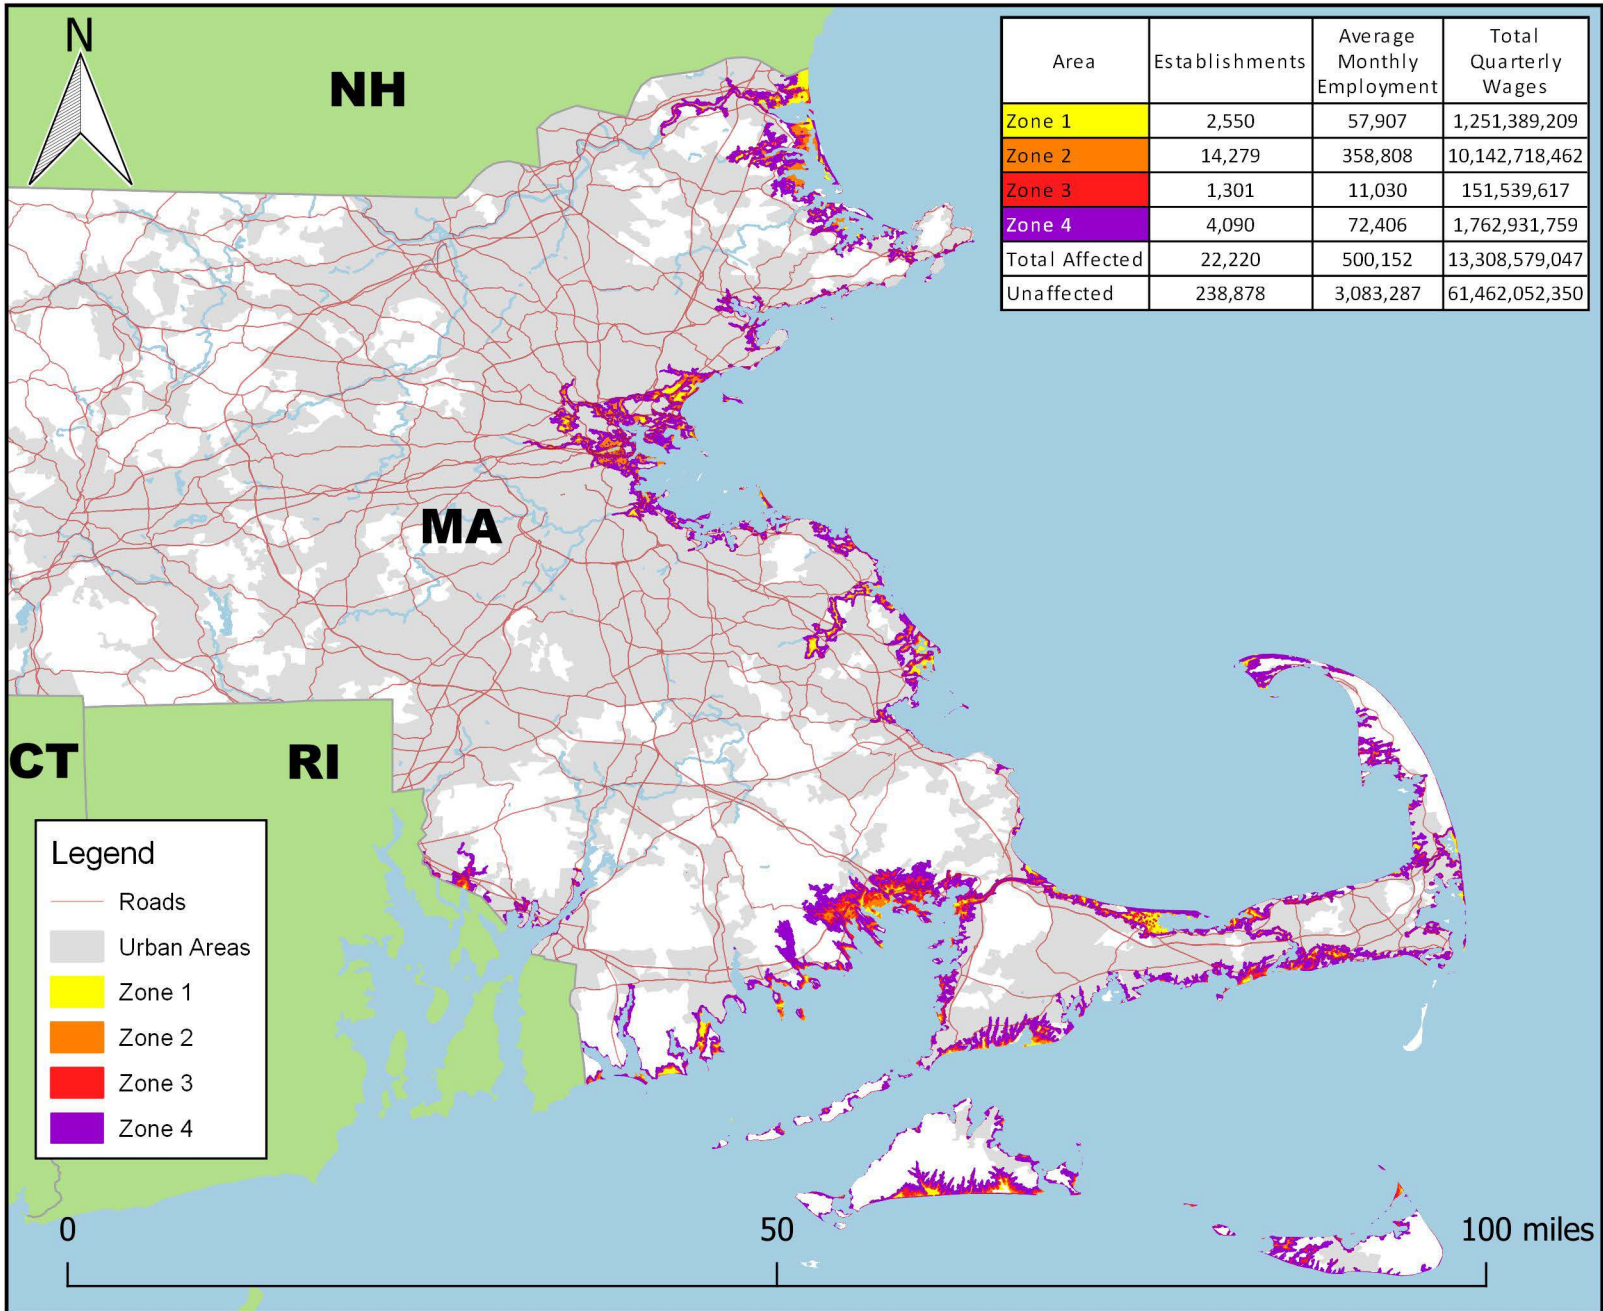 N
NH
Area Establishments Average Monthly Employment Total Quarterly Wages
Zone 1 2,550 57,907 1,251,389,209
Zone 2 14,279 358,808 10,142,718,462
Zone 3 1,301 11,030 151,539,617
Zone 4 4,090 72,406 1,762,931,759
Total Affected 22,220 500,152 13,308,579,047
Unaffected 238,878 3,083,287 61,462,052,350
MA
CT
RI
Legend
Roads
Urban Areas
Zone 1
Zone 2
Zone 3
Zone 4
0 50 100 miles